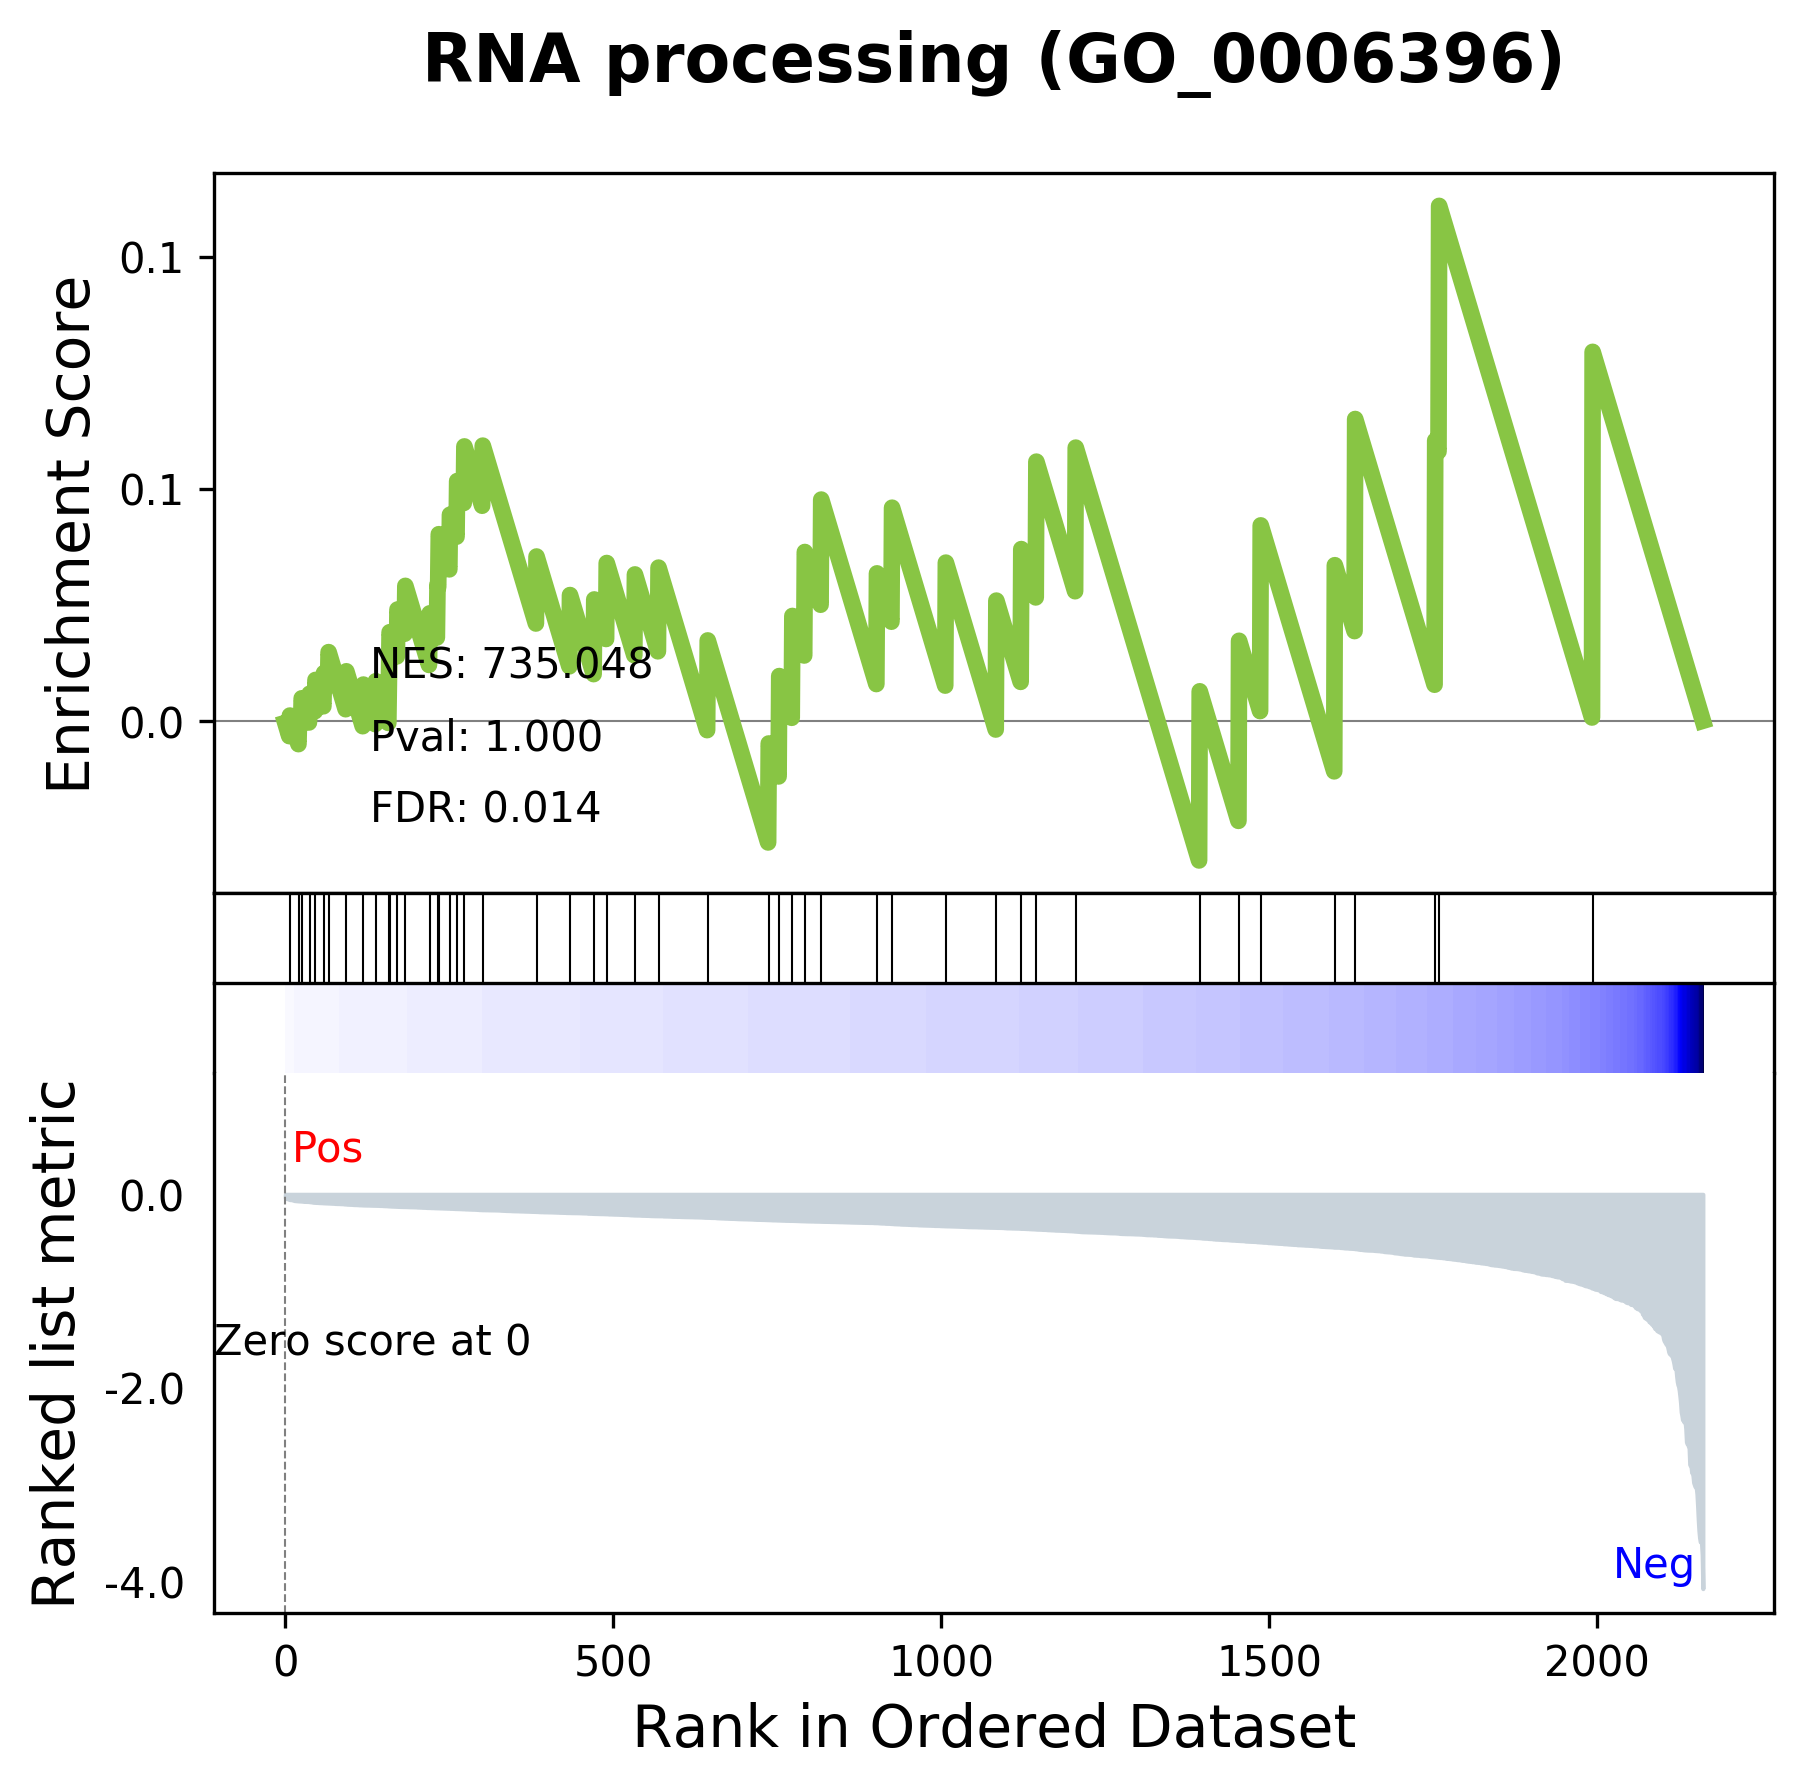 RNA processing (GO_0006396)
Enrichment Score
0.1
0.1
0.0
NES: 735.048
Pval: 1.000
FDR: 0.014
Ranked list metric
Pos
0.0
Zero score at 0
-2.0
Neg
-4.0
0 500 1000 1500 2000
Rank in Ordered Dataset